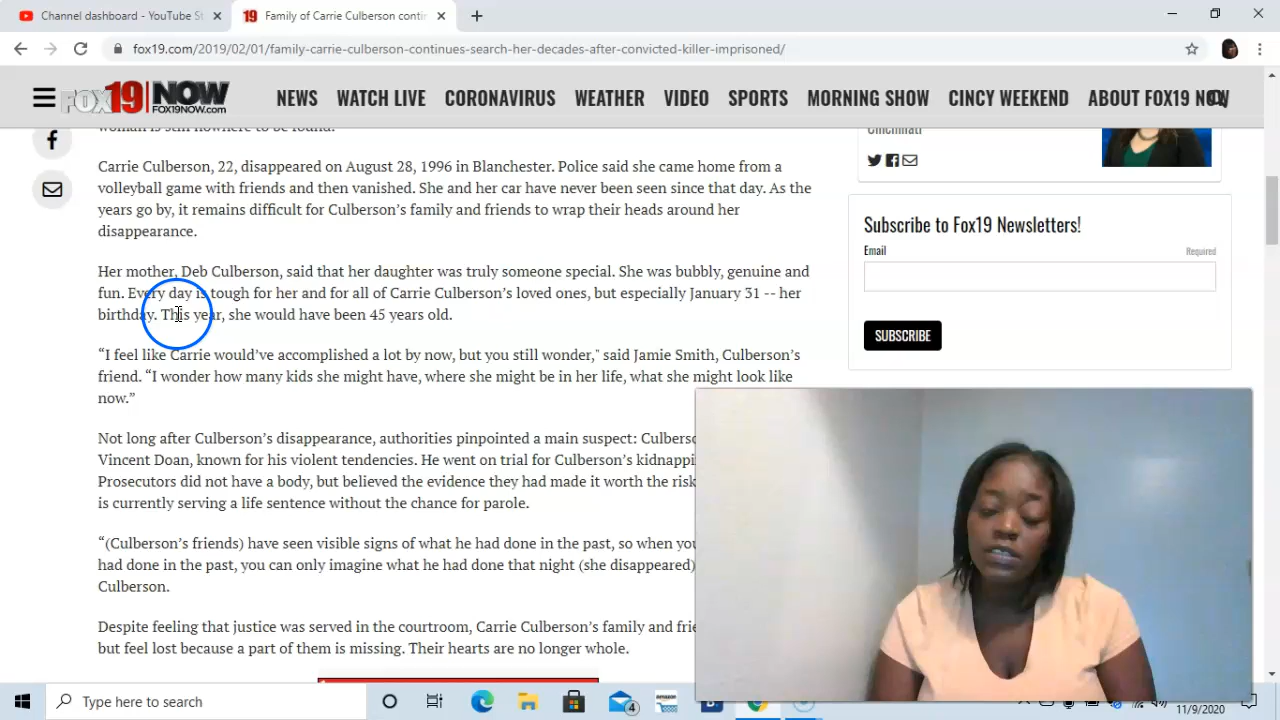 Channel dashboard - YouTube St
Family of Carrie Culberson conti
fox19.com/2019/02/01/family-carrie-culberson-continues-search-her-decades-after-convicted-killer-imprisoned/
FOX19 NOW
FOX19NOW.com
NEWS WATCH LIVE CORONAVIRUS WEATHER VIDEO SPORTS MORNING SHOW CINCY WEEKEND ABOUT FOX19 NOW
woman is still nowhere to be found.
Carrie Culberson, 22, disappeared on August 28, 1996 in Blanchester. Police said she came home from a
volleyball game with friends and then vanished. She and her car have never been seen since that day. As the
years go by, it remains difficult for Culberson's family and friends to wrap their heads around her
disappearance.
Her mother, Deb Culberson, said that her daughter was truly someone special. She was bubbly, genuine and
fun. Every day is tough for her and for all of Carrie Culberson’s loved ones, but especially January 31 -- her
birthday. This year, she would have been 45 years old.
“I feel like Carrie would’ve accomplished a lot by now, but you still wonder," said Jamie Smith, Culberson’s
friend. “I wonder how many kids she might have, where she might be in her life, what she might look like
now.”
Not long after Culberson’s disappearance, authorities pinpointed a main suspect: Culberso
Vincent Doan, known for his violent tendencies. He went on trial for Culberson’s kidnappi
Prosecutors did not have a body, but believed the evidence they had made it worth the risk
is currently serving a life sentence without the chance for parole.
“(Culberson’s friends) have seen visible signs of what he had done in the past, so when you
had done in the past, you can only imagine what he had done that night (she disappeared)
Culberson.
Despite feeling that justice was served in the courtroom, Carrie Culberson’s family and frie
but feel lost because a part of them is missing. Their hearts are no longer whole.
Cincinnati
Subscribe to Fox19 Newsletters!
Email
Required
SUBSCRIBE
Type here to search
amazon
4
11/9/2020